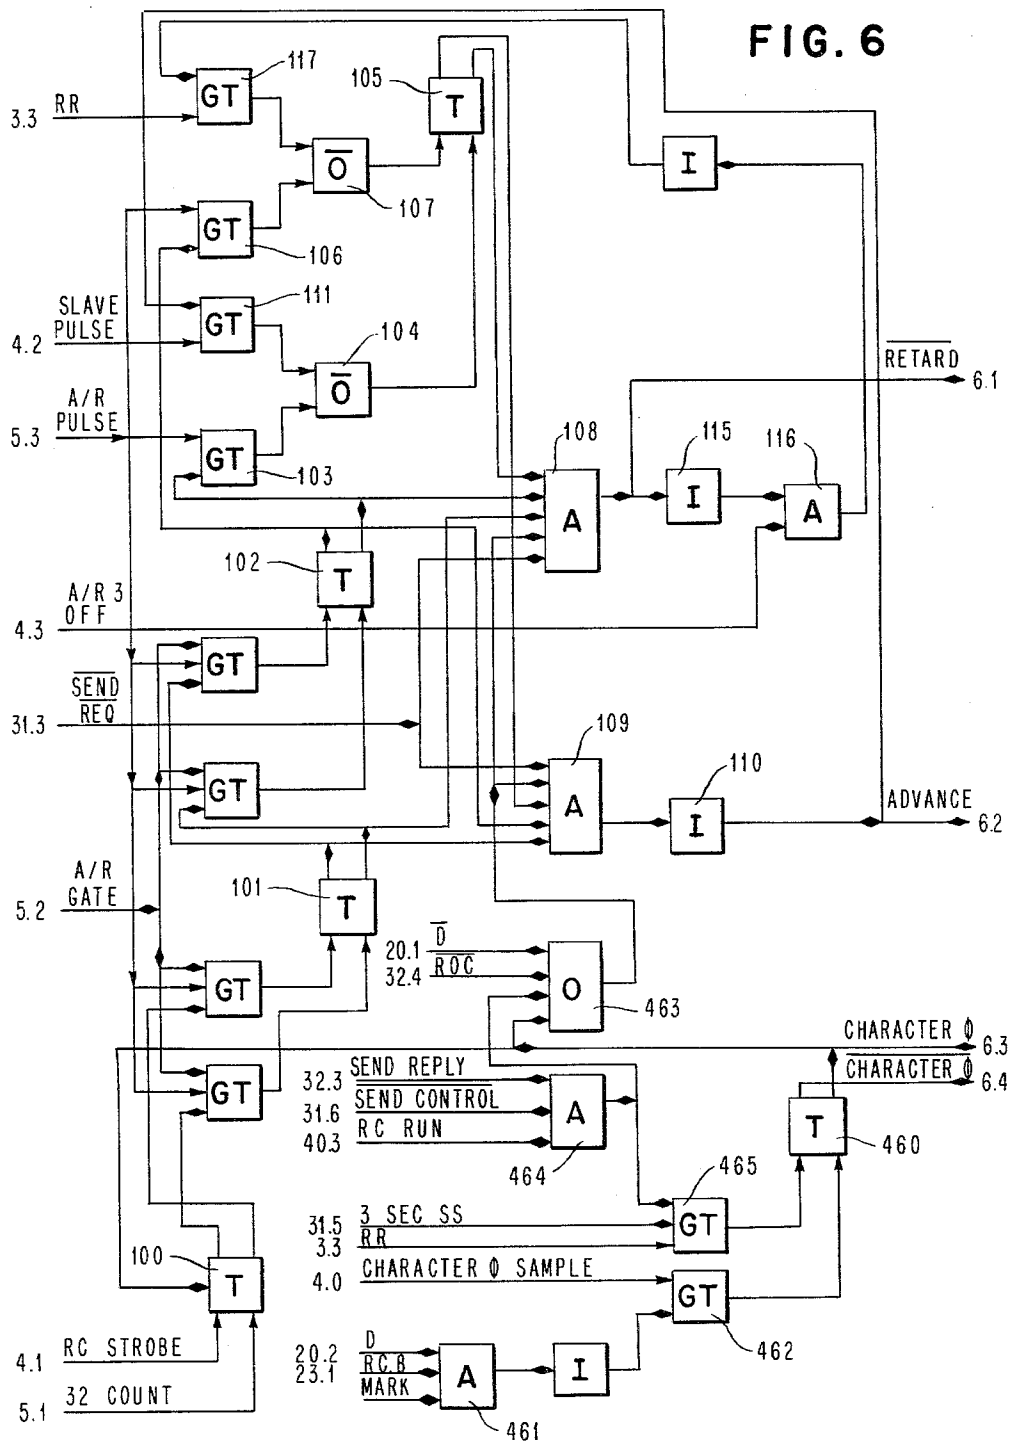 FIG. 6
117
GT
3.3 RR
105
T
O
107
I
GT
106
111
SLAVE
PULSE
4.2
GT
104
O
RETARD
6.1
A/R
PULSE
5.3
GT
103
108
A
115
I
116
A
102
T
A/R 3
OFF
4.3
GT
SEND
REQ
31.3
109
A
110
I
ADVANCE
6.2
GT
A/R
GATE
5.2
101
T
20.1 D
32.4 ROC
O
463
GT
CHARACTER ϕ
6.3
CHARACTER ϕ
6.4
GT
32.3 SEND REPLY
31.6 SEND CONTROL
40.3 RC RUN
A
464
T
460
465
GT
31.5 3 SEC SS
3.3 RR
4.0 CHARACTER ϕ SAMPLE
GT
462
100
T
4.1 RC STROBE
5.1 32 COUNT
20.2 D
23.1 RC8
MARK
A
461
I